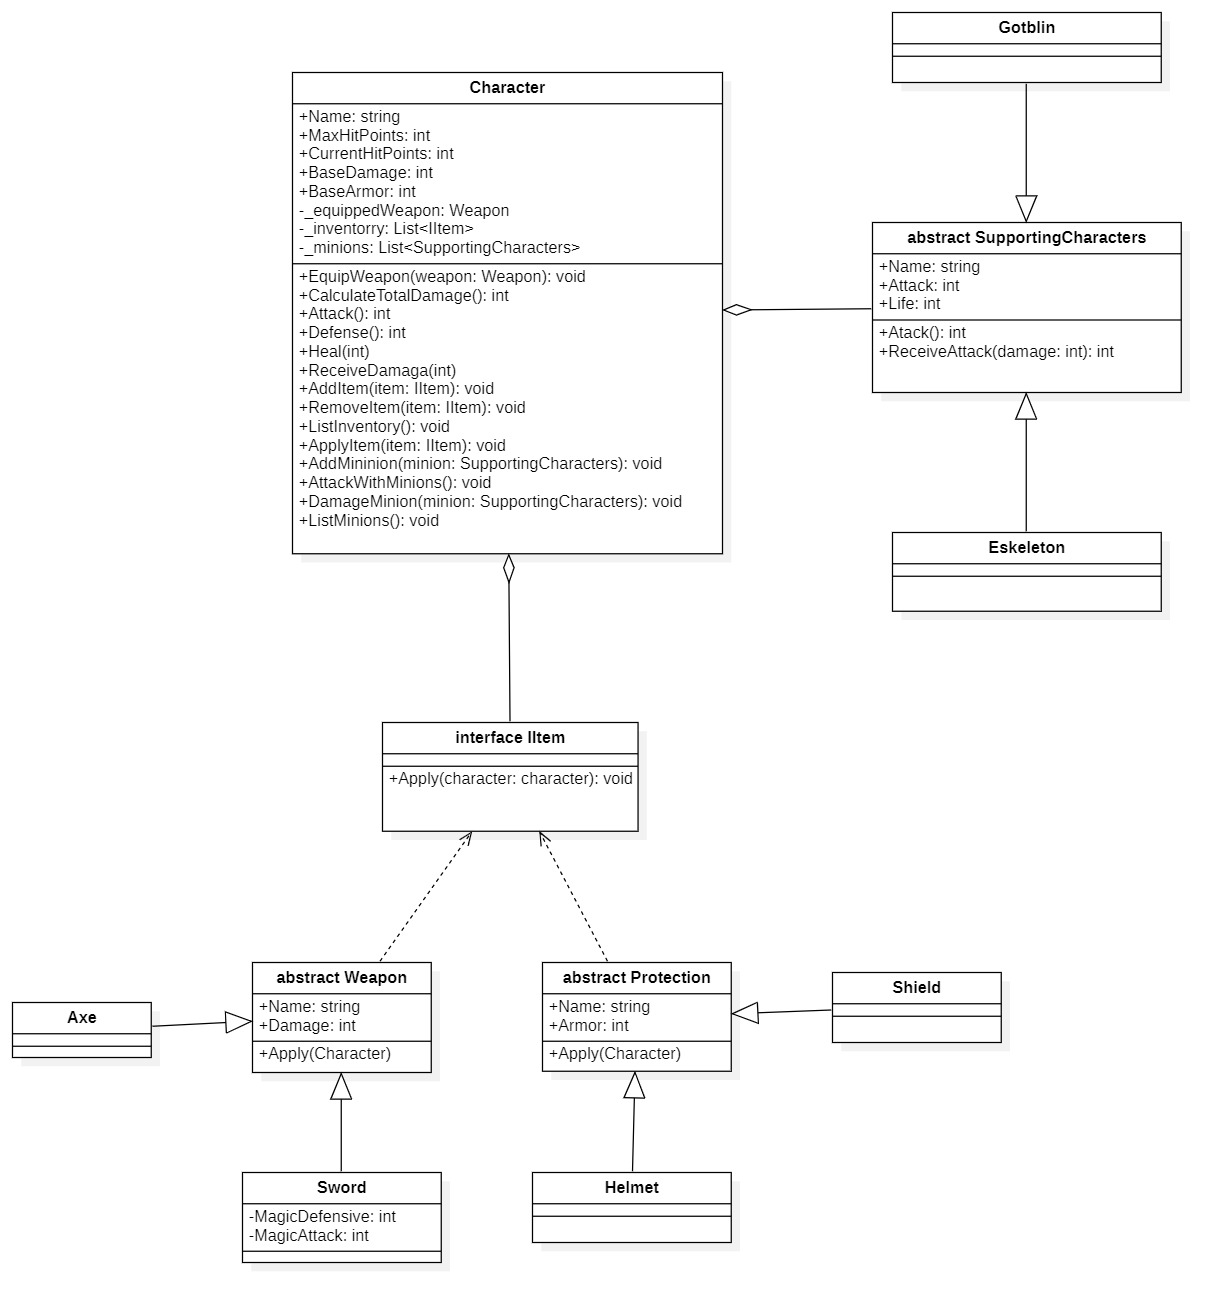 Gotblin
Character
+Name: string
+MaxHitPoints: int
+CurrentHitPoints: int
+BaseDamage: int
+BaseArmor: int
-_equippedWeapon: Weapon
-_inventorry: List<IItem>
-_minions: List<SupportingCharacters>
+EquipWeapon(weapon: Weapon): void
+CalculateTotalDamage(): int
+Attack(): int
+Defense(): int
+Heal(int)
+ReceiveDamaga(int)
+AddItem(item: IItem): void
+RemoveItem(item: IItem): void
+ListInventory(): void
+ApplyItem(item: IItem): void
+AddMininion(minion: SupportingCharacters): void
+AttackWithMinions(): void
+DamageMinion(minion: SupportingCharacters): void
+ListMinions(): void
abstract SupportingCharacters
+Name: string
+Attack: int
+Life: int
+Atack(): int
+ReceiveAttack(damage: int): int
Eskeleton
interface IItem
+Apply(character: character): void
abstract Weapon
+Name: string
+Damage: int
+Apply(Character)
abstract Protection
+Name: string
+Armor: int
+Apply(Character)
Shield
Axe
Sword
-MagicDefensive: int
-MagicAttack: int
Helmet